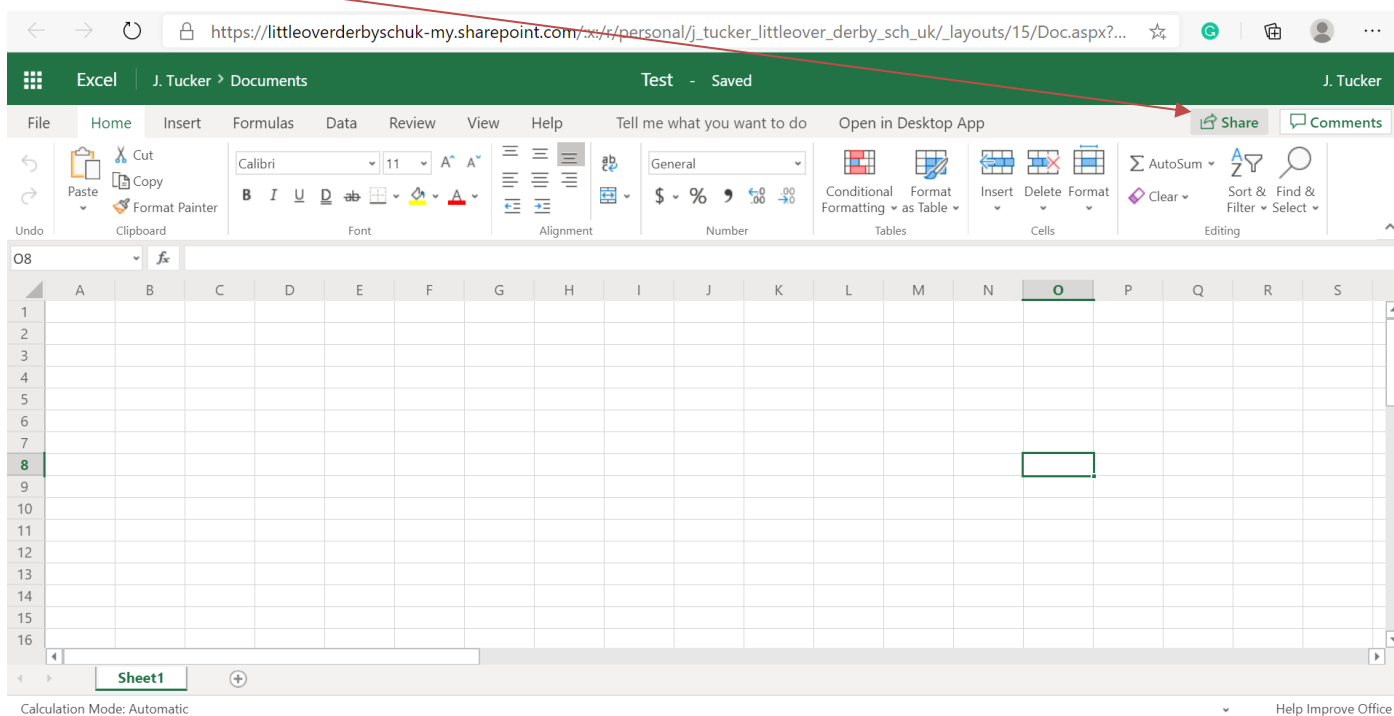 https://littleoverderbyschuk-my.sharepoint.com/:x:/r/personal/j_tucker_littleover_derby_sch_uk/_layouts/15/Doc.aspx?...
Excel J. Tucker > Documents Test - Saved J. Tucker
File Home Insert Formulas Data Review View Help Tell me what you want to do Open in Desktop App Share Comments
Cut
Copy
Format Painter
Paste
Undo
Clipboard
Calibri 11 A^ A˅
B I U D ab A
Font
ab
Alignment
General
$ % 9 .00 .00
Number
Conditional Formatting
Format as Table
Tables
Insert Delete Format
Cells
AutoSum
Clear
Sort & Filter
Find & Select
Editing
O8 fx
A B C D E F G H I J K L M N O P Q R S
1
2
3
4
5
6
7
8
9
10
11
12
13
14
15
16
Sheet1
Calculation Mode: Automatic Help Improve Office